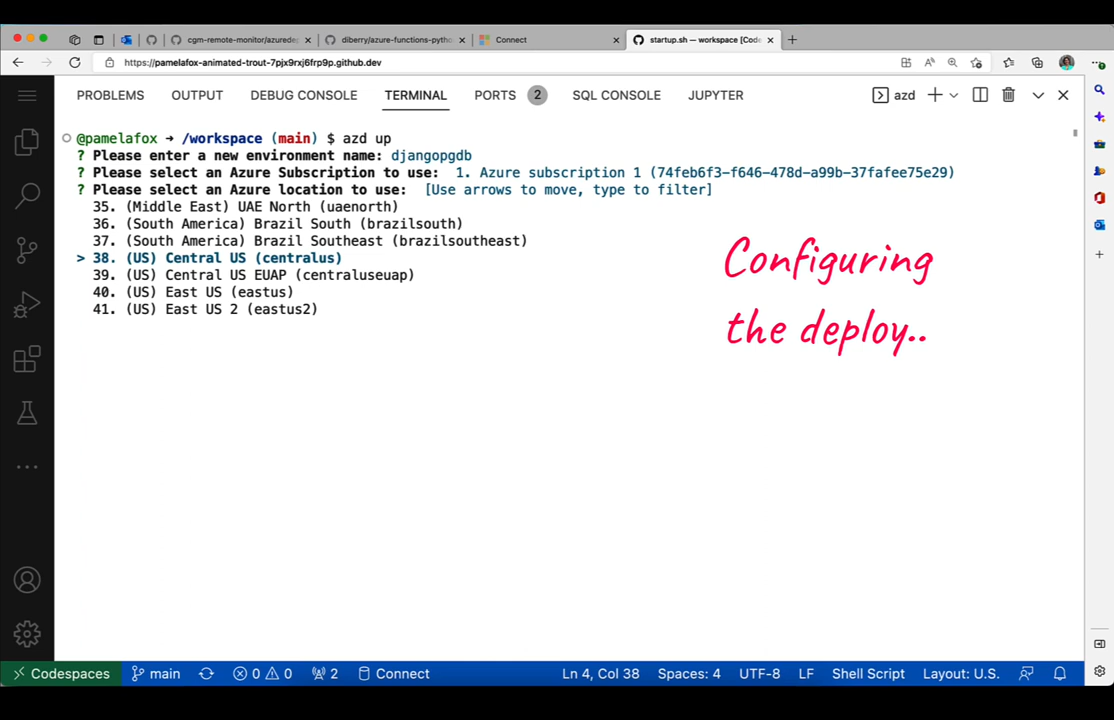 cgm-remote-monitor/azuredep
diberry/azure-functions-pytho
Connect
startup.sh — workspace [Code
https://pamelafox-animated-trout-7pjx9rxj6frp9p.github.dev
PROBLEMS OUTPUT DEBUG CONSOLE TERMINAL PORTS 2 SQL CONSOLE JUPYTER azd
@pamelafox → /workspace (main) $ azd up
? Please enter a new environment name: djangopgdb
? Please select an Azure Subscription to use: 1. Azure subscription 1 (74feb6f3-f646-478d-a99b-37fafee75e29)
? Please select an Azure location to use: [Use arrows to move, type to filter]
35. (Middle East) UAE North (uaenorth)
36. (South America) Brazil South (brazilsouth)
37. (South America) Brazil Southeast (brazilsoutheast)
> 38. (US) Central US (centralus)
39. (US) Central US EUAP (centraluseuap)
40. (US) East US (eastus)
41. (US) East US 2 (eastus2)
Configuring
the deploy..
Codespaces main 0 0 2 Connect Ln 4, Col 38 Spaces: 4 UTF-8 LF Shell Script Layout: U.S.